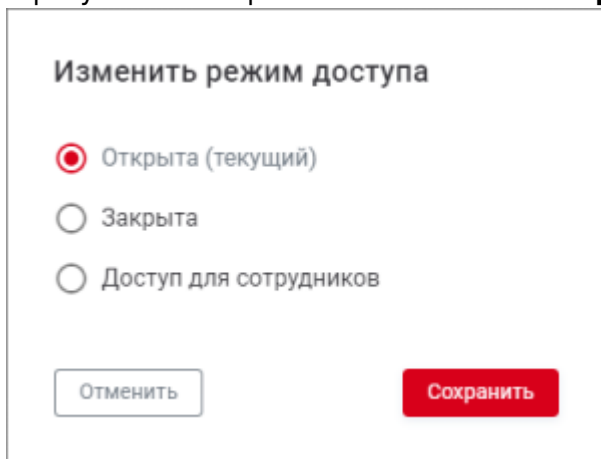 Изменить режим доступа
Открыта (текущий)
Закрыта
Доступ для сотрудников
Отменить
Сохранить